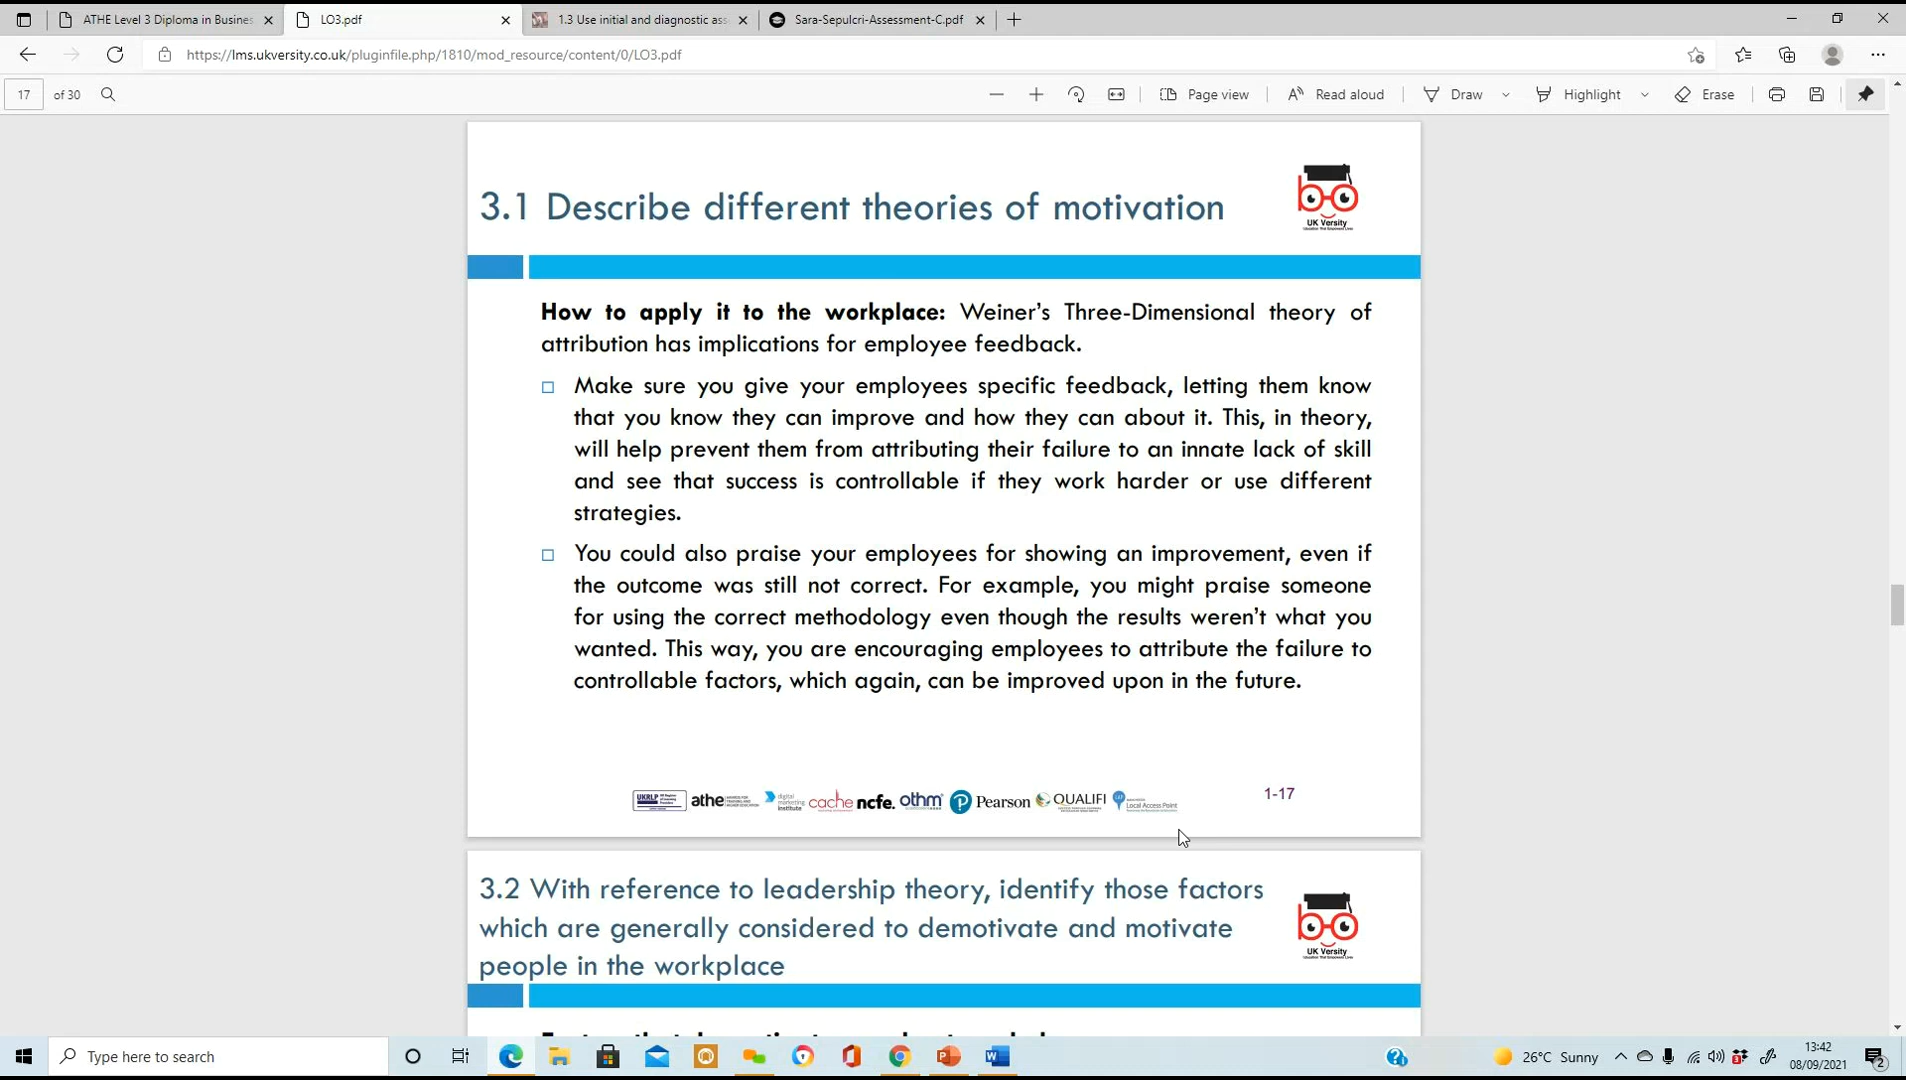 ATHE Level 3 Diploma in Busines
LO3.pdf
1.3 Use initial and diagnostic ass
Sara-Sepulcri-Assessment-C.pdf
https://lms.ukversity.co.uk/pluginfile.php/1810/mod_resource/content/0/LO3.pdf
17 of 30
Page view
Read aloud
Draw
Highlight
Erase
3.1 Describe different theories of motivation
UK Versity
How to apply it to the workplace: Weiner's Three-Dimensional theory of
attribution has implications for employee feedback.
Make sure you give your employees specific feedback, letting them know
that you know they can improve and how they can about it. This, in theory,
will help prevent them from attributing their failure to an innate lack of skill
and see that success is controllable if they work harder or use different
strategies.
You could also praise your employees for showing an improvement, even if
the outcome was still not correct. For example, you might praise someone
for using the correct methodology even though the results weren't what you
wanted. This way, you are encouraging employees to attribute the failure to
controllable factors, which again, can be improved upon in the future.
UKRLP athe digital marketing institute cache ncfe. othm Pearson QUALIFI Local Access Point
1-17
3.2 With reference to leadership theory, identify those factors
which are generally considered to demotivate and motivate
people in the workplace
UK Versity
Type here to search
26°C Sunny
13:42
08/09/2021
2